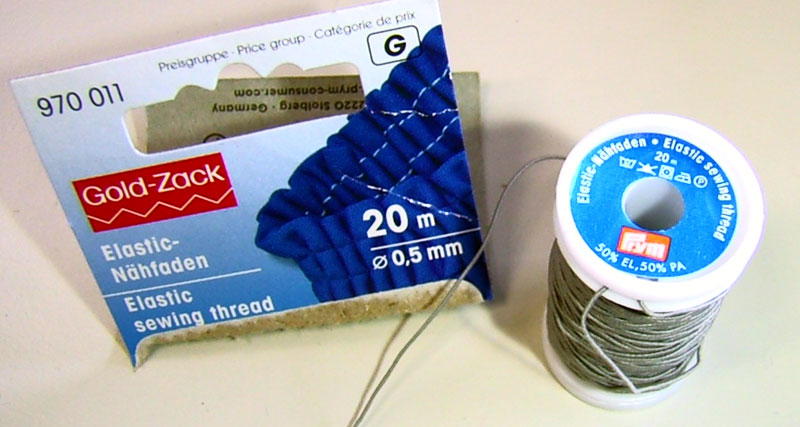 Preisgruppe · Price group · Catégorie de prix
G
970 011
-prym-consumer.com
Stolberg · Germany
Gold-Zack
20 m
ø 0,5 mm
Elastic-
Nähfaden
Elastic
sewing thread
Elastic-Nähfaden • Elastic sewing thread
20 m
prym
50% EL, 50% PA